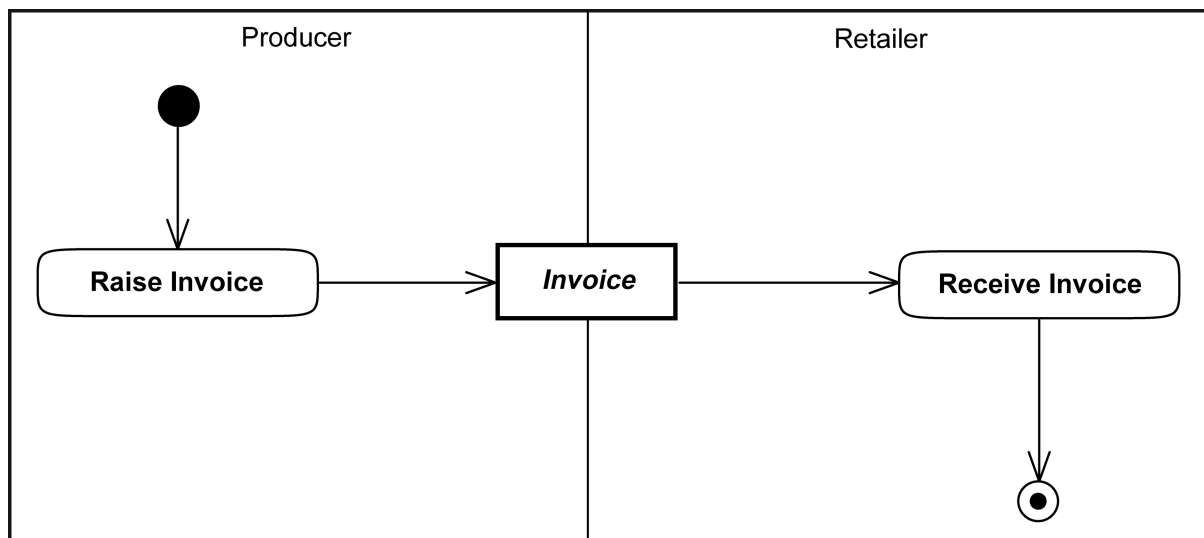 Producer
Retailer
Raise Invoice
Invoice
Receive Invoice